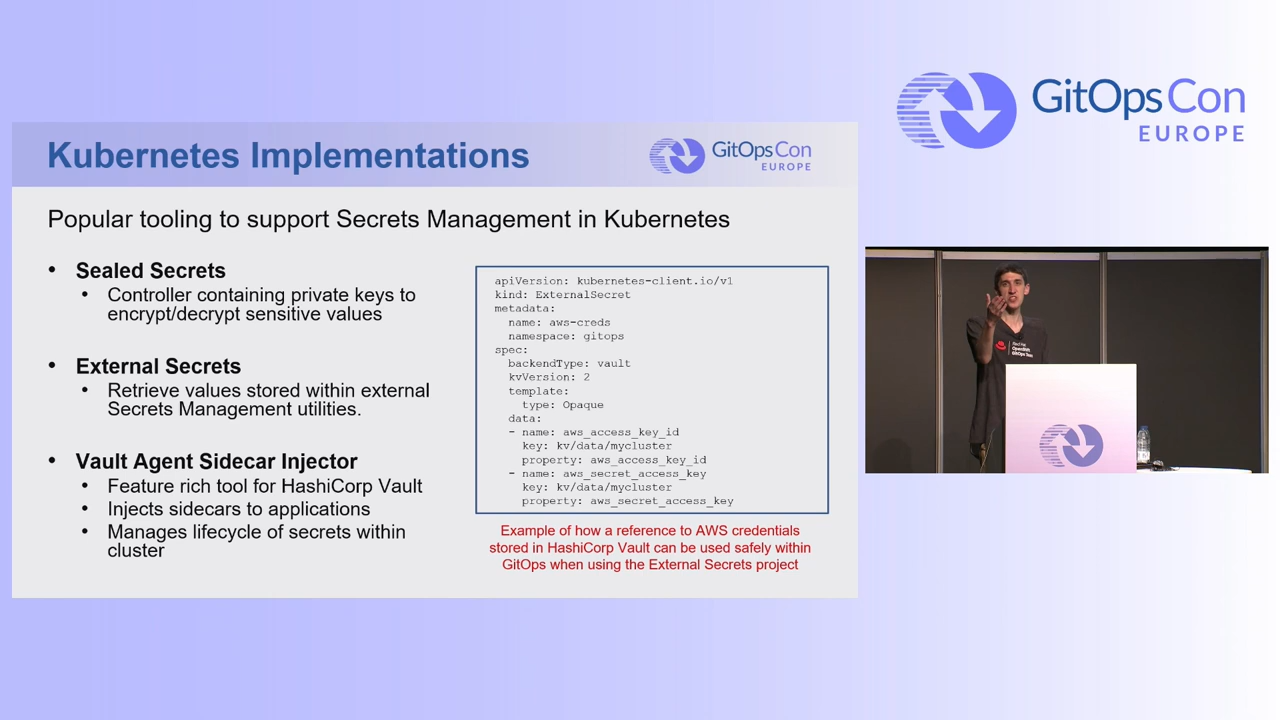 GitOpsCon
EUROPE
Kubernetes Implementations
GitOpsCon
EUROPE
Popular tooling to support Secrets Management in Kubernetes
• Sealed Secrets
• Controller containing private keys to
encrypt/decrypt sensitive values
• External Secrets
• Retrieve values stored within external
Secrets Management utilities.
• Vault Agent Sidecar Injector
• Feature rich tool for HashiCorp Vault
• Injects sidecars to applications
• Manages lifecycle of secrets within
cluster
apiVersion: kubernetes-client.io/v1
kind: ExternalSecret
metadata:
  name: aws-creds
  namespace: gitops
spec:
  backendType: vault
  kvVersion: 2
  template:
    type: Opaque
  data:
  - name: aws_access_key_id
    key: kv/data/mycluster
    property: aws_access_key_id
  - name: aws_secret_access_key
    key: kv/data/mycluster
    property: aws_secret_access_key
Example of how a reference to AWS credentials
stored in HashiCorp Vault can be used safely within
GitOps when using the External Secrets project
Red Hat
OpenShift
GitOps Team